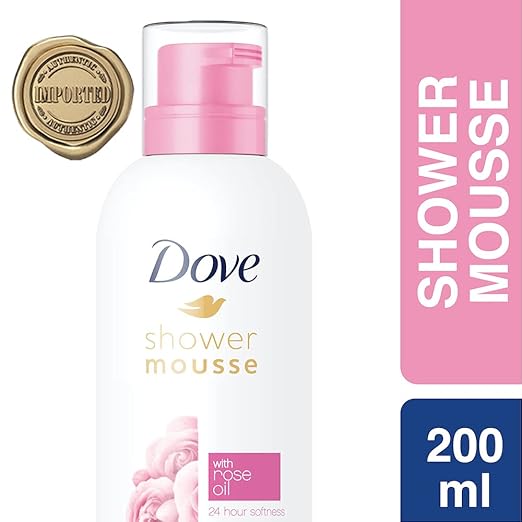 AUTHENTIC
IMPORTED
AUTHENTIC
Dove
shower
mousse
with
rose
oil
24 hour softness
SHOWER
MOUSSE
200
ml